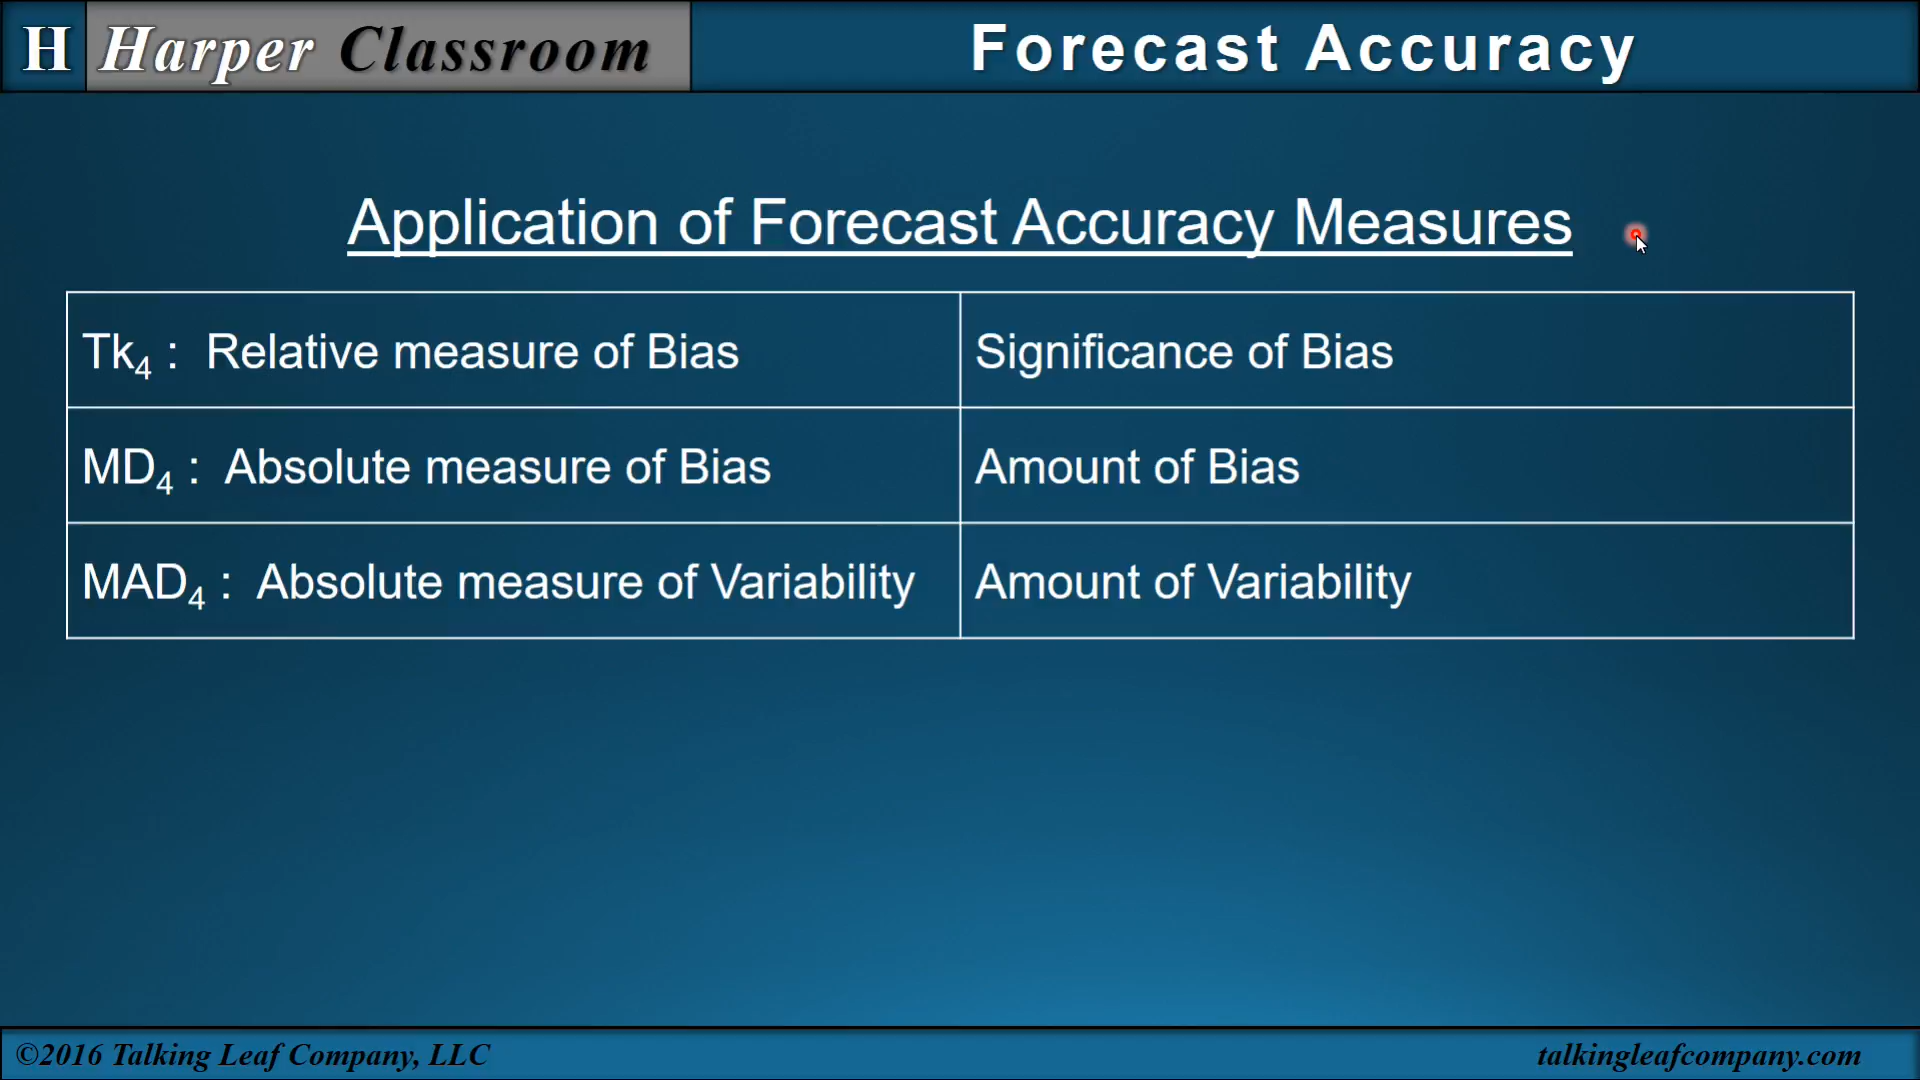 H Harper Classroom Forecast Accuracy
Application of Forecast Accuracy Measures
Tk₄ : Relative measure of Bias Significance of Bias
MD₄ : Absolute measure of Bias Amount of Bias
MAD₄ : Absolute measure of Variability Amount of Variability
©2016 Talking Leaf Company, LLC talkingleafcompany.com